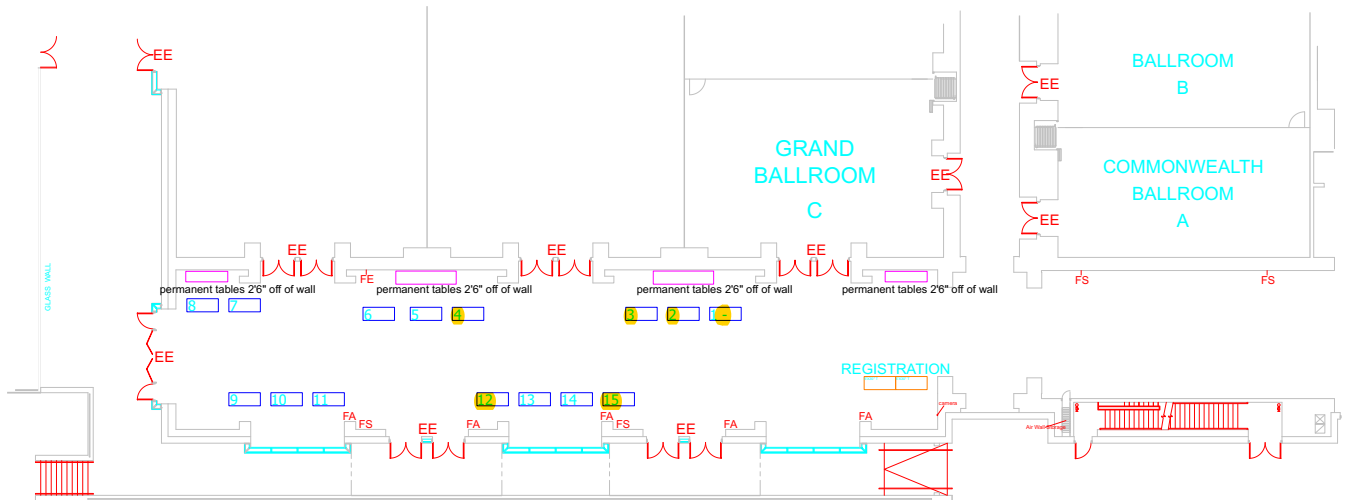 EE
BALLROOM
B
EE
GRAND
BALLROOM
C
EE
COMMONWEALTH
BALLROOM
A
EE
GLASS WALL
EE
EE
EE
FE
FS
FS
permanent tables 2'6" off of wall
permanent tables 2'6" off of wall
permanent tables 2'6" off of wall
permanent tables 2'6" off of wall
8
7
6
5
4
3
2
1
EE
REGISTRATION
9
10
11
12
13
14
15
camera
FA
FS
EE
FA
FA
FS
EE
FA
FA
Air Wall Storage